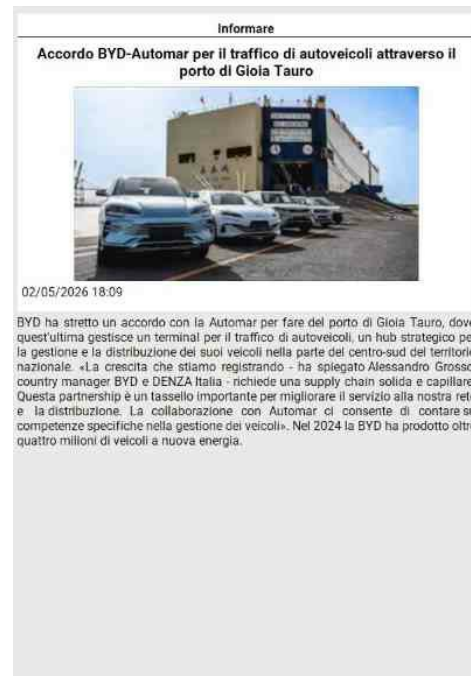 Informare
Accordo BYD-Automar per il traffico di autoveicoli attraverso il
porto di Gioia Tauro
02/05/2026 18:09
BYD ha stretto un accordo con la Automar per fare del porto di Gioia Tauro, dove
quest'ultima gestisce un terminal per il traffico di autoveicoli, un hub strategico per
la gestione e la distribuzione dei suoi veicoli nella parte del centro-sud del territorio
nazionale. «La crescita che stiamo registrando - ha spiegato Alessandro Grosso,
country manager BYD e DENZA Italia - richiede una supply chain solida e capillare.
Questa partnership è un tassello importante per migliorare il servizio alla nostra rete
e la distribuzione. La collaborazione con Automar ci consente di contare su
competenze specifiche nella gestione dei veicoli». Nel 2024 la BYD ha prodotto oltre
quattro milioni di veicoli a nuova energia.